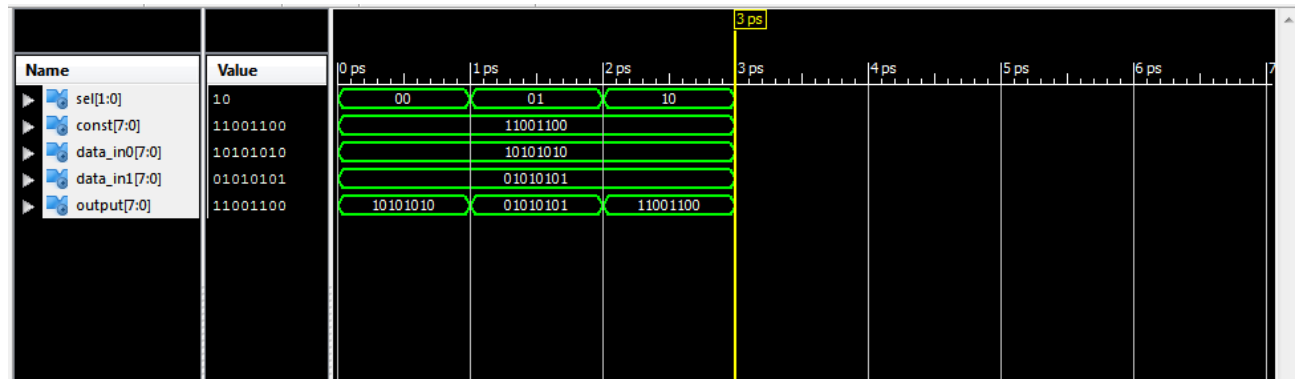 3 ps
Name Value 0 ps 1 ps 2 ps 3 ps 4 ps 5 ps 6 ps 7
sel[1:0] 10 00 01 10
const[7:0] 11001100 11001100
data_in0[7:0] 10101010 10101010
data_in1[7:0] 01010101 01010101
output[7:0] 11001100 10101010 01010101 11001100